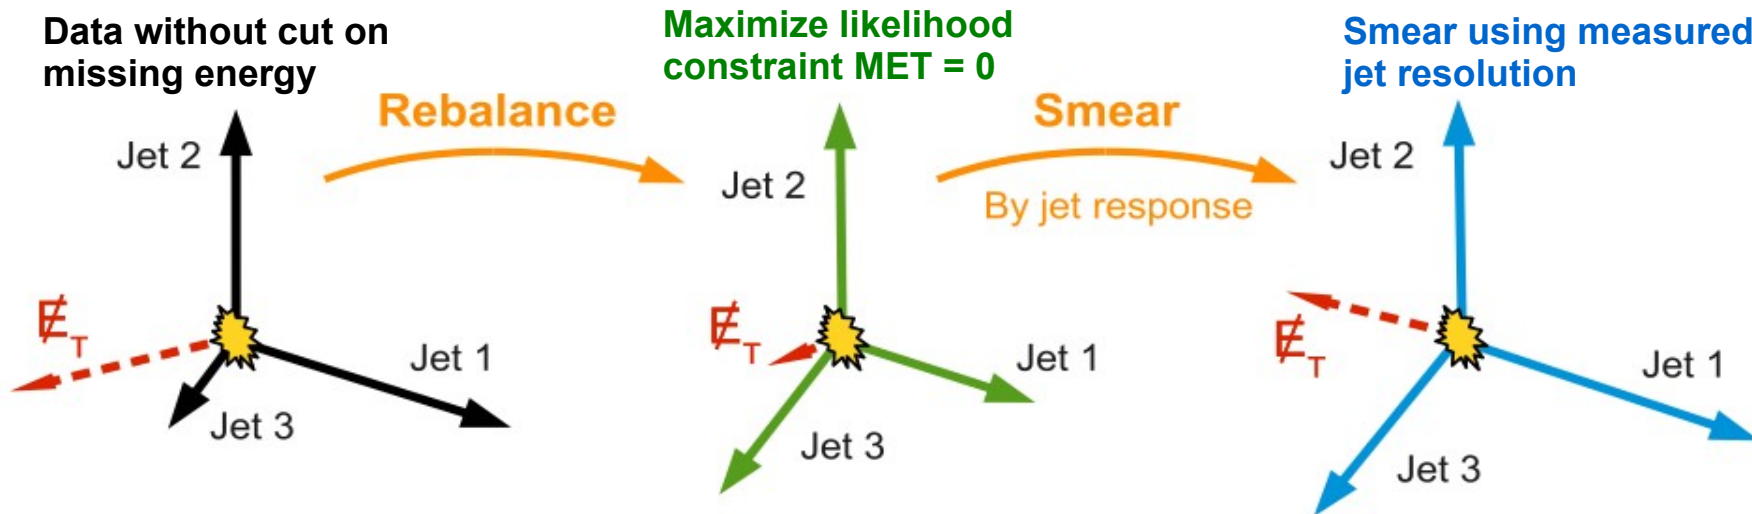 Data without cut on
missing energy
Maximize likelihood
constraint MET = 0
Smear using measured
jet resolution
Rebalance
Smear
By jet response
Jet 2
E̸T
Jet 1
Jet 3
Jet 2
E̸T
Jet 1
Jet 3
Jet 2
E̸T
Jet 1
Jet 3